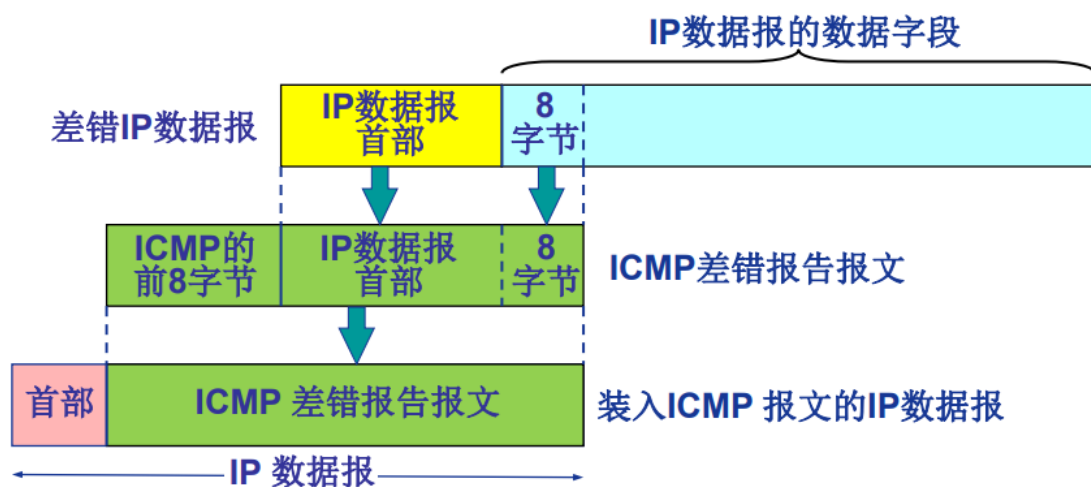 IP数据报的数据字段
差错IP数据报
IP数据报
首部
8
字节
ICMP的
前8字节
IP数据报
首部
8
字节
ICMP差错报告报文
首部
ICMP 差错报告报文
装入ICMP 报文的IP数据报
IP 数据报